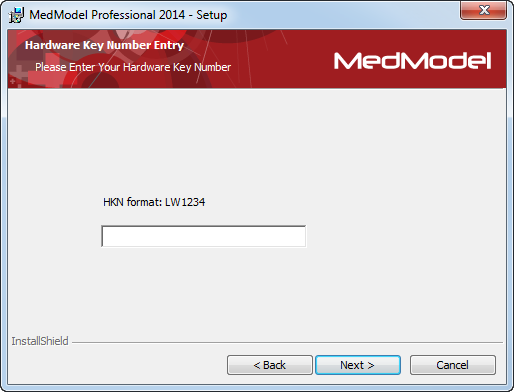 MedModel Professional 2014 - Setup
Hardware Key Number Entry
Please Enter Your Hardware Key Number
MedModel
HKN format: LW1234
InstallShield
< Back
Next >
Cancel